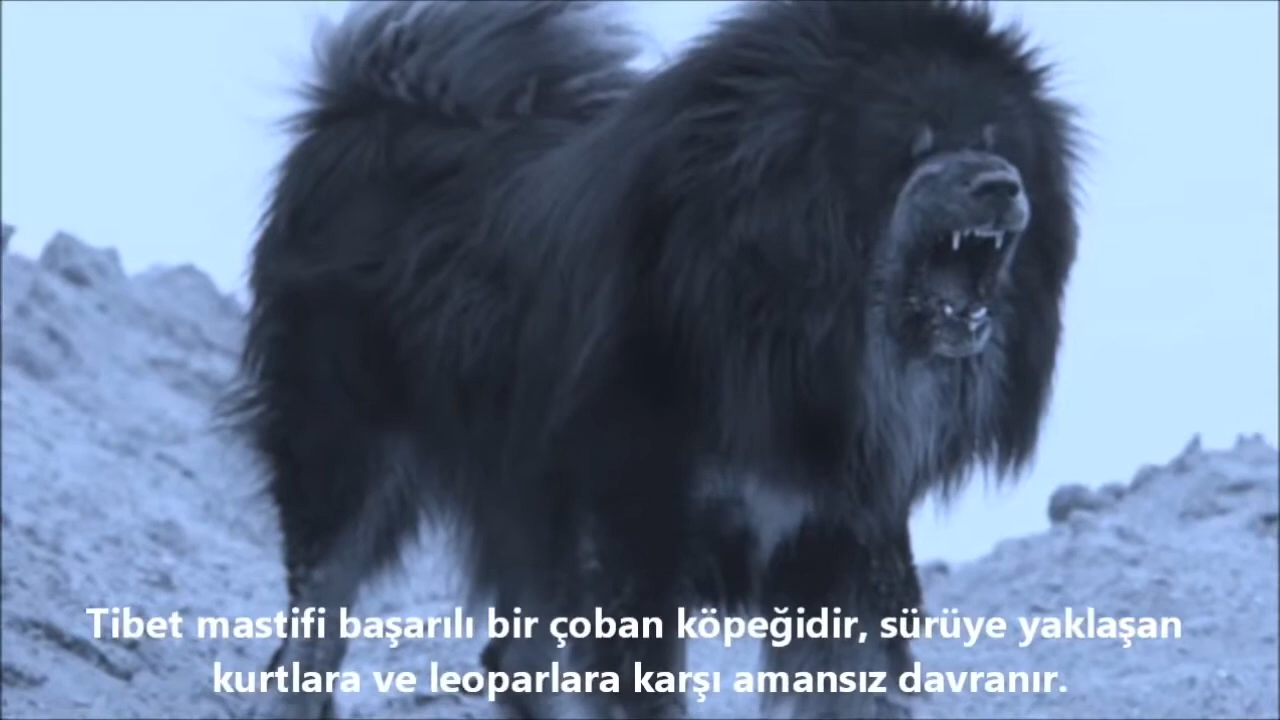 Tibet mastifi başarılı bir çoban köpeğidir, sürüye yaklaşan
kurtlara ve leoparlara karşı amansız davranır.